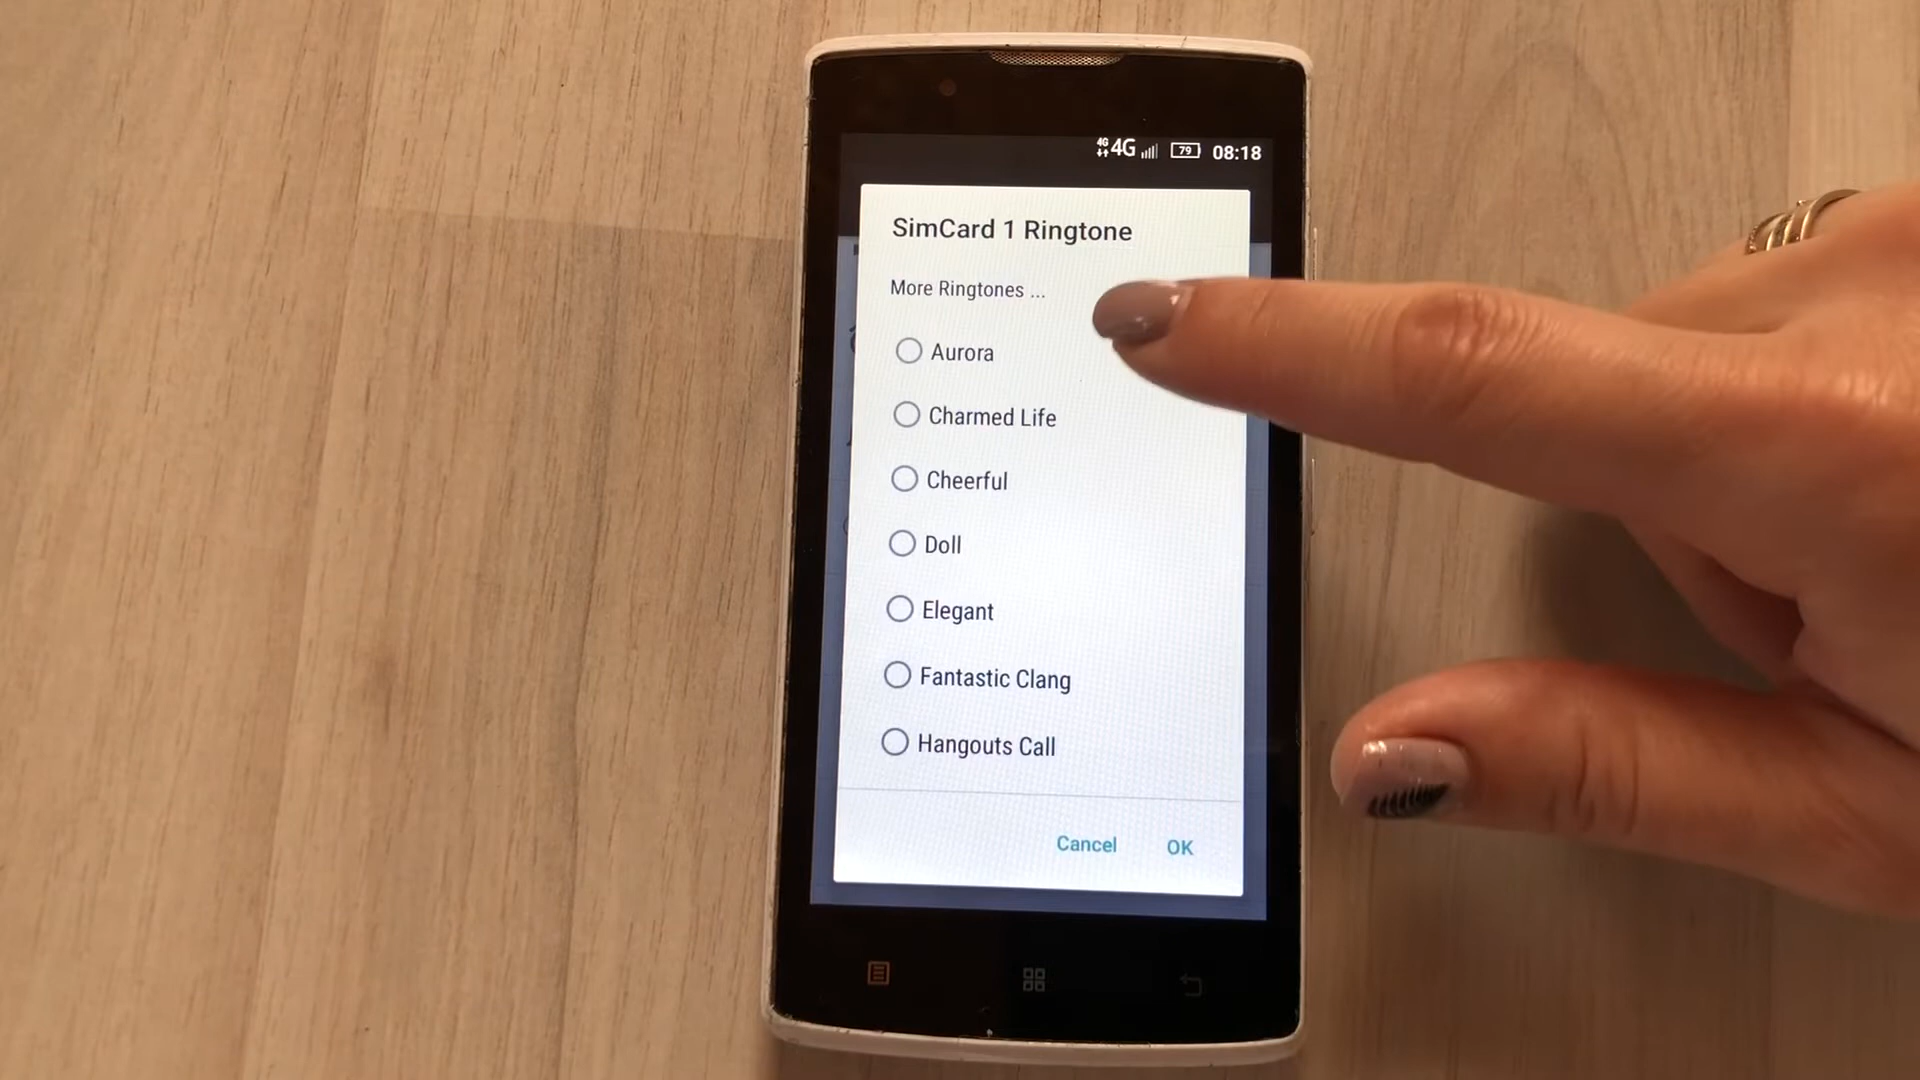 4G 4G 79 08:18
SimCard 1 Ringtone
More Ringtones ...
Aurora
Charmed Life
Cheerful
Doll
Elegant
Fantastic Clang
Hangouts Call
Cancel OK